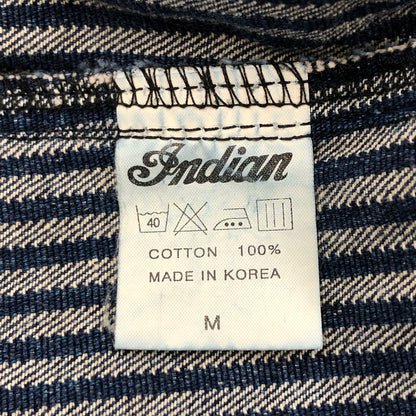 Indian
40
COTTON 100%
MADE IN KOREA
M